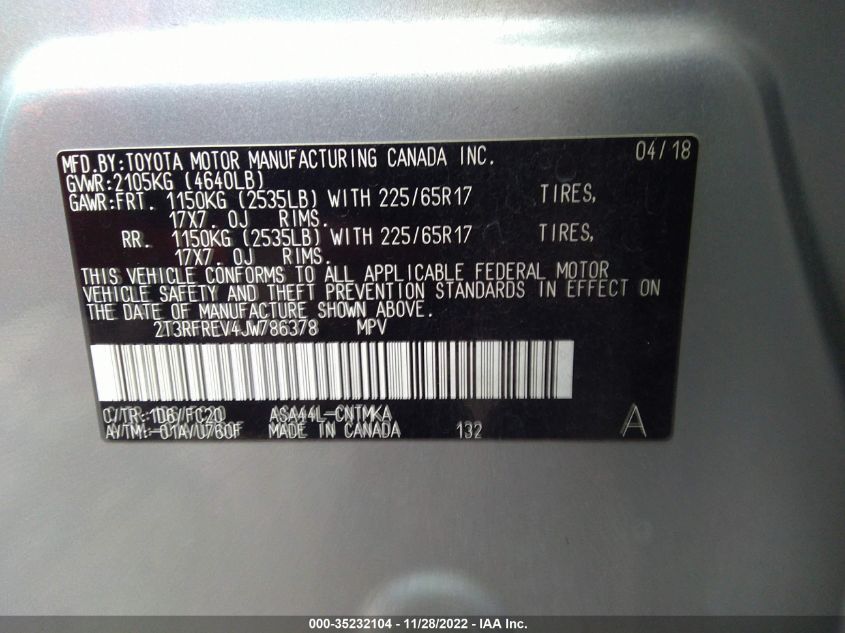 MFD.BY:TOYOTA MOTOR MANUFACTURING CANADA INC. 04/18
GVWR:2105KG (4640LB)
GAWR:FRT. 1150KG (2535LB) WITH 225/65R17 TIRES,
17X7.0J RIMS.
RR. 1150KG (2535LB) WITH 225/65R17 TIRES,
17X7.0J RIMS.
THIS VEHICLE CONFORMS TO ALL APPLICABLE FEDERAL MOTOR
VEHICLE SAFETY AND THEFT PREVENTION STANDARDS IN EFFECT ON
THE DATE OF MANUFACTURE SHOWN ABOVE.
2T3RFREV4JW786378 MPV
C/TR:1D6/FC20 ASA44L-CNTMKA
A/TM:-01A/U760F MADE IN CANADA 132 A
000-35232104 - 11/28/2022 - IAA Inc.